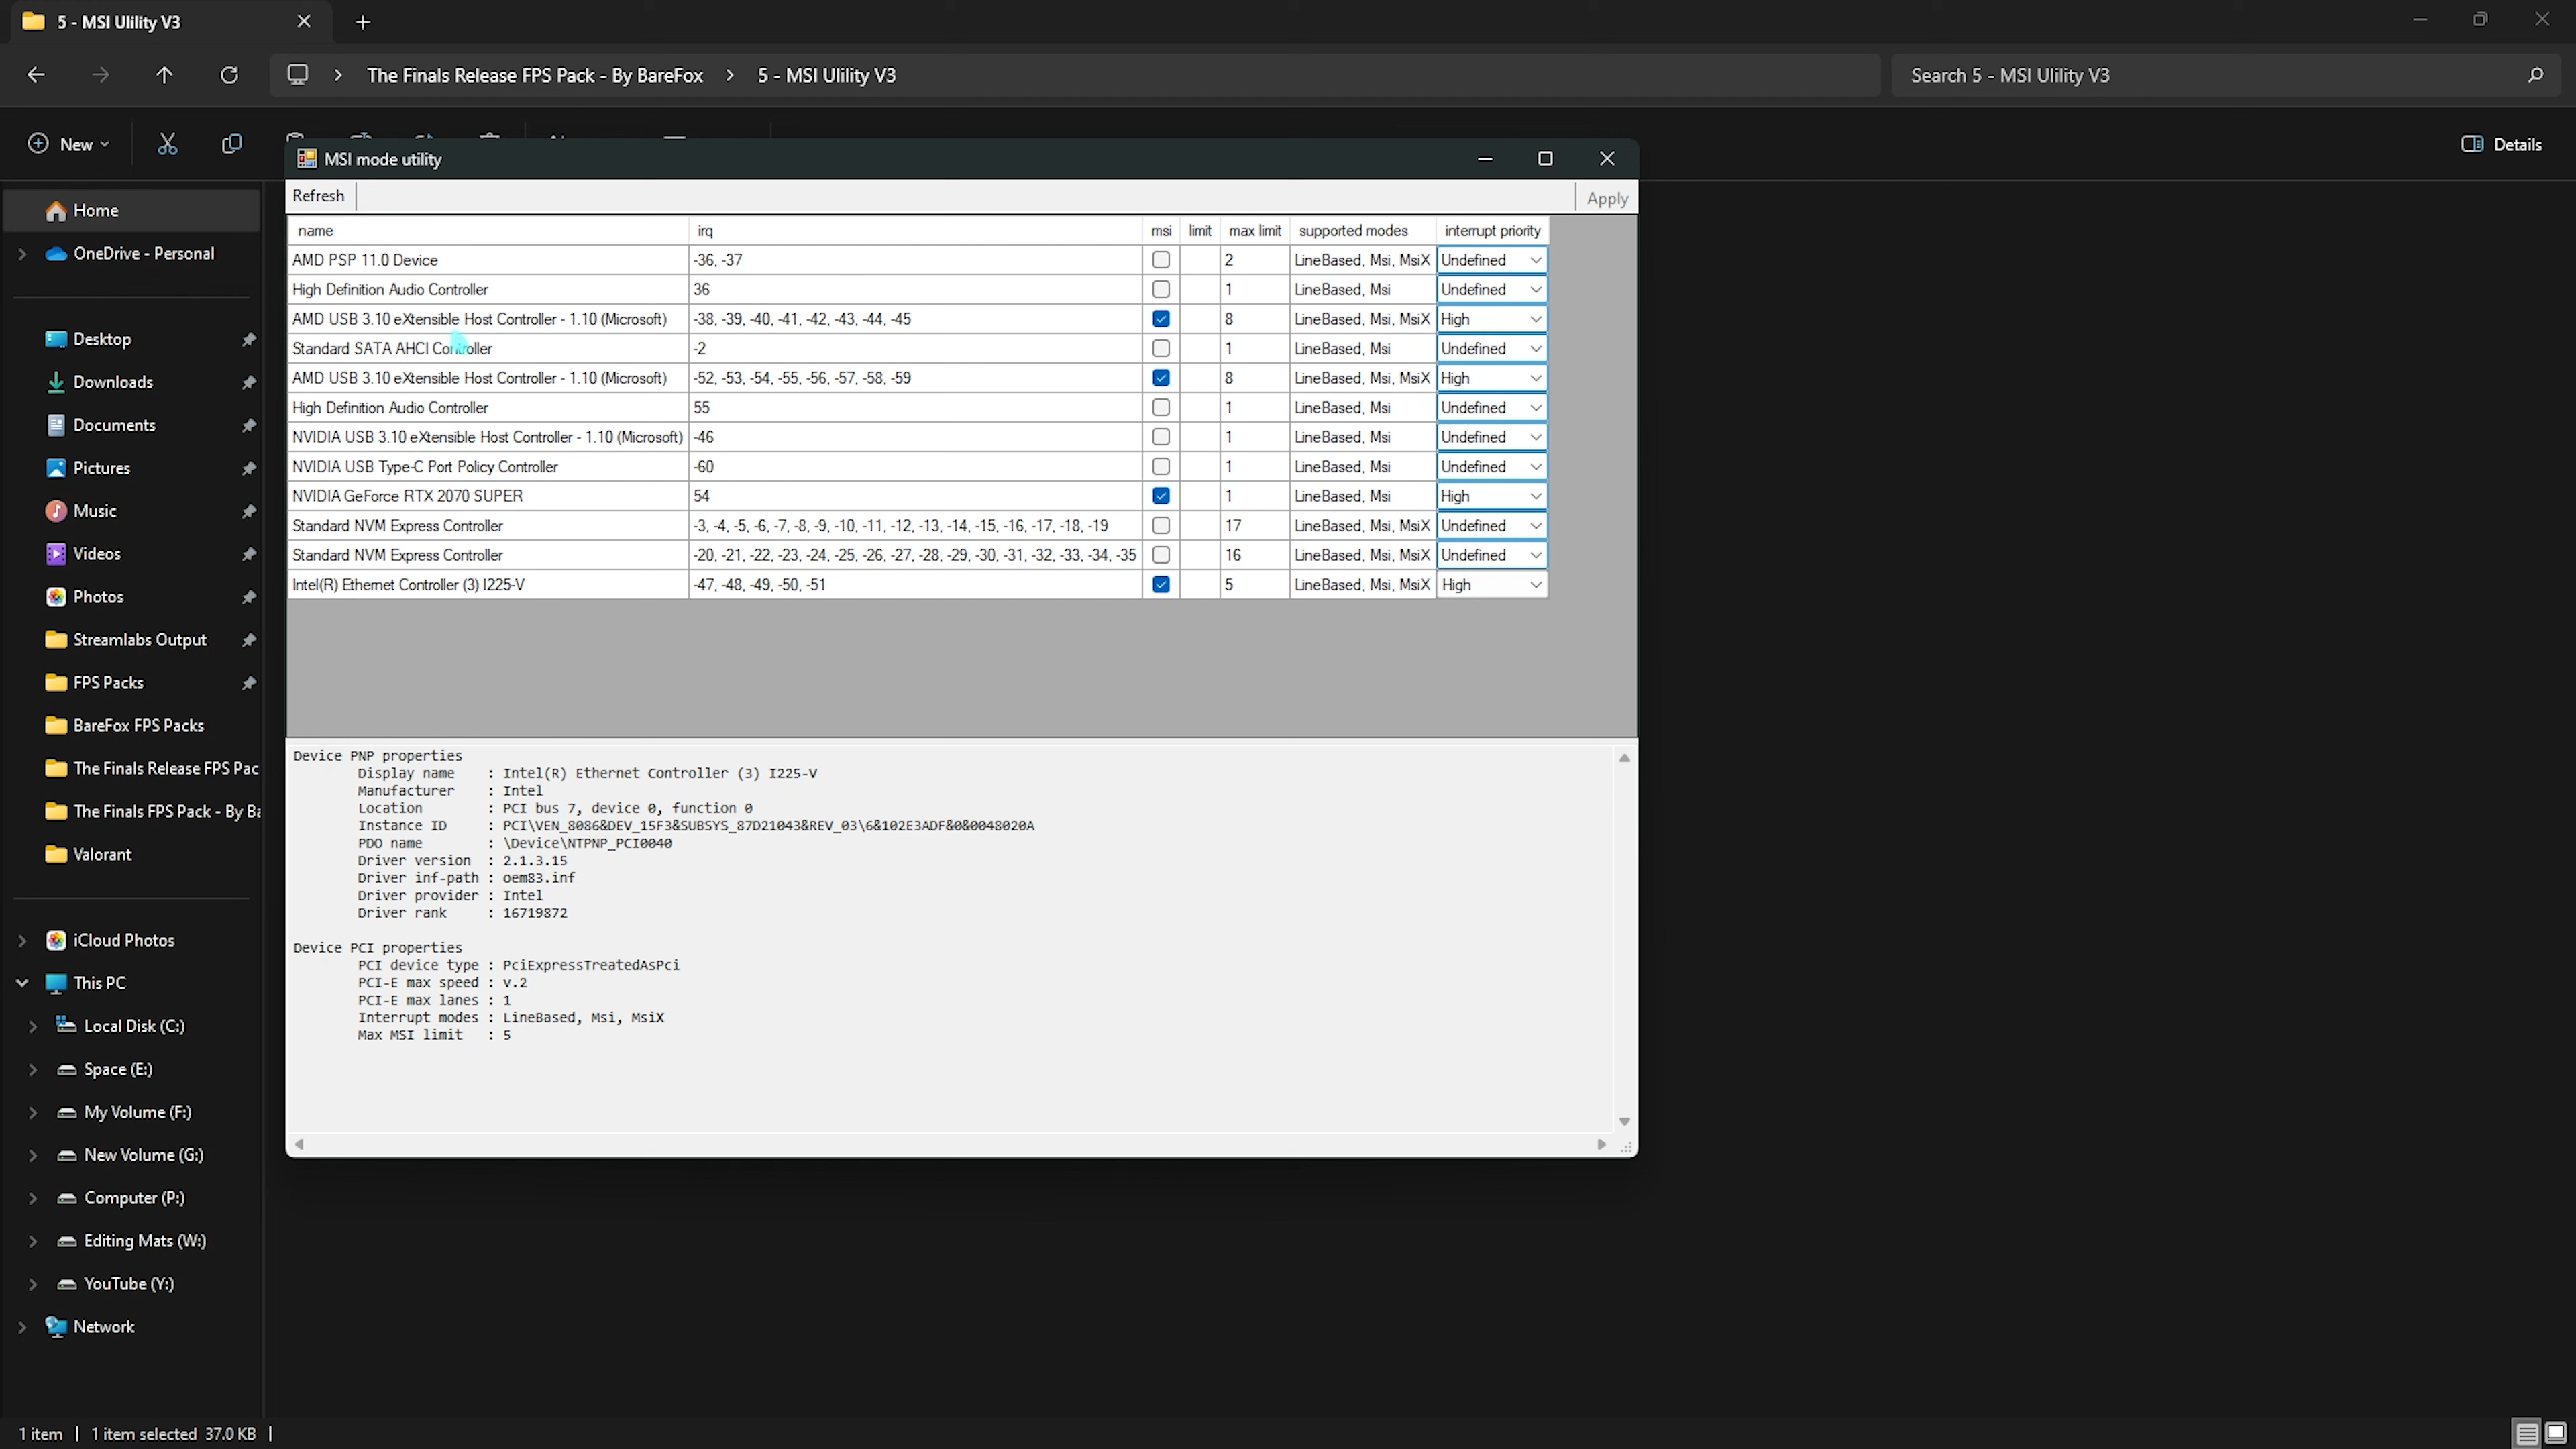 5 - MSI Ulility V3
The Finals Release FPS Pack - By BareFox
5 - MSI Ulility V3
Search 5 - MSI Ulility V3
New
Details
MSI mode utility
Refresh
Apply
name irq msi limit max limit supported modes interrupt priority
AMD PSP 11.0 Device -36, -37 2 LineBased, Msi, MsiX Undefined
High Definition Audio Controller 36 1 LineBased, Msi Undefined
AMD USB 3.10 eXtensible Host Controller - 1.10 (Microsoft) -38, -39, -40, -41, -42, -43, -44, -45 8 LineBased, Msi, MsiX High
Standard SATA AHCI Controller -2 1 LineBased, Msi Undefined
AMD USB 3.10 eXtensible Host Controller - 1.10 (Microsoft) -52, -53, -54, -55, -56, -57, -58, -59 8 LineBased, Msi, MsiX High
High Definition Audio Controller 55 1 LineBased, Msi Undefined
NVIDIA USB 3.10 eXtensible Host Controller - 1.10 (Microsoft) -46 1 LineBased, Msi Undefined
NVIDIA USB Type-C Port Policy Controller -60 1 LineBased, Msi Undefined
NVIDIA GeForce RTX 2070 SUPER 54 1 LineBased, Msi High
Standard NVM Express Controller -3, -4, -5, -6, -7, -8, -9, -10, -11, -12, -13, -14, -15, -16, -17, -18, -19 17 LineBased, Msi, MsiX Undefined
Standard NVM Express Controller -20, -21, -22, -23, -24, -25, -26, -27, -28, -29, -30, -31, -32, -33, -34, -35 16 LineBased, Msi, MsiX Undefined
Intel(R) Ethernet Controller (3) I225-V -47, -48, -49, -50, -51 5 LineBased, Msi, MsiX High
Device PNP properties
Display name : Intel(R) Ethernet Controller (3) I225-V
Manufacturer : Intel
Location : PCI bus 7, device 0, function 0
Instance ID : PCI\VEN_8086&DEV_15F3&SUBSYS_87D21043&REV_03\6&102E3ADF&0&0048020A
PDO name : \Device\NTPNP_PCI0040
Driver version : 2.1.3.15
Driver inf-path : oem83.inf
Driver provider : Intel
Driver rank : 16719872
Device PCI properties
PCI device type : PciExpressTreatedAsPci
PCI-E max speed : v.2
PCI-E max lanes : 1
Interrupt modes : LineBased, Msi, MsiX
Max MSI limit : 5
Home
OneDrive - Personal
Desktop
Downloads
Documents
Pictures
Music
Videos
Photos
Streamlabs Output
FPS Packs
BareFox FPS Packs
The Finals Release FPS Pac
The Finals FPS Pack - By Ba
Valorant
iCloud Photos
This PC
Local Disk (C:)
Space (E:)
My Volume (F:)
New Volume (G:)
Computer (P:)
Editing Mats (W:)
YouTube (Y:)
Network
1 item | 1 item selected 37.0 KB |